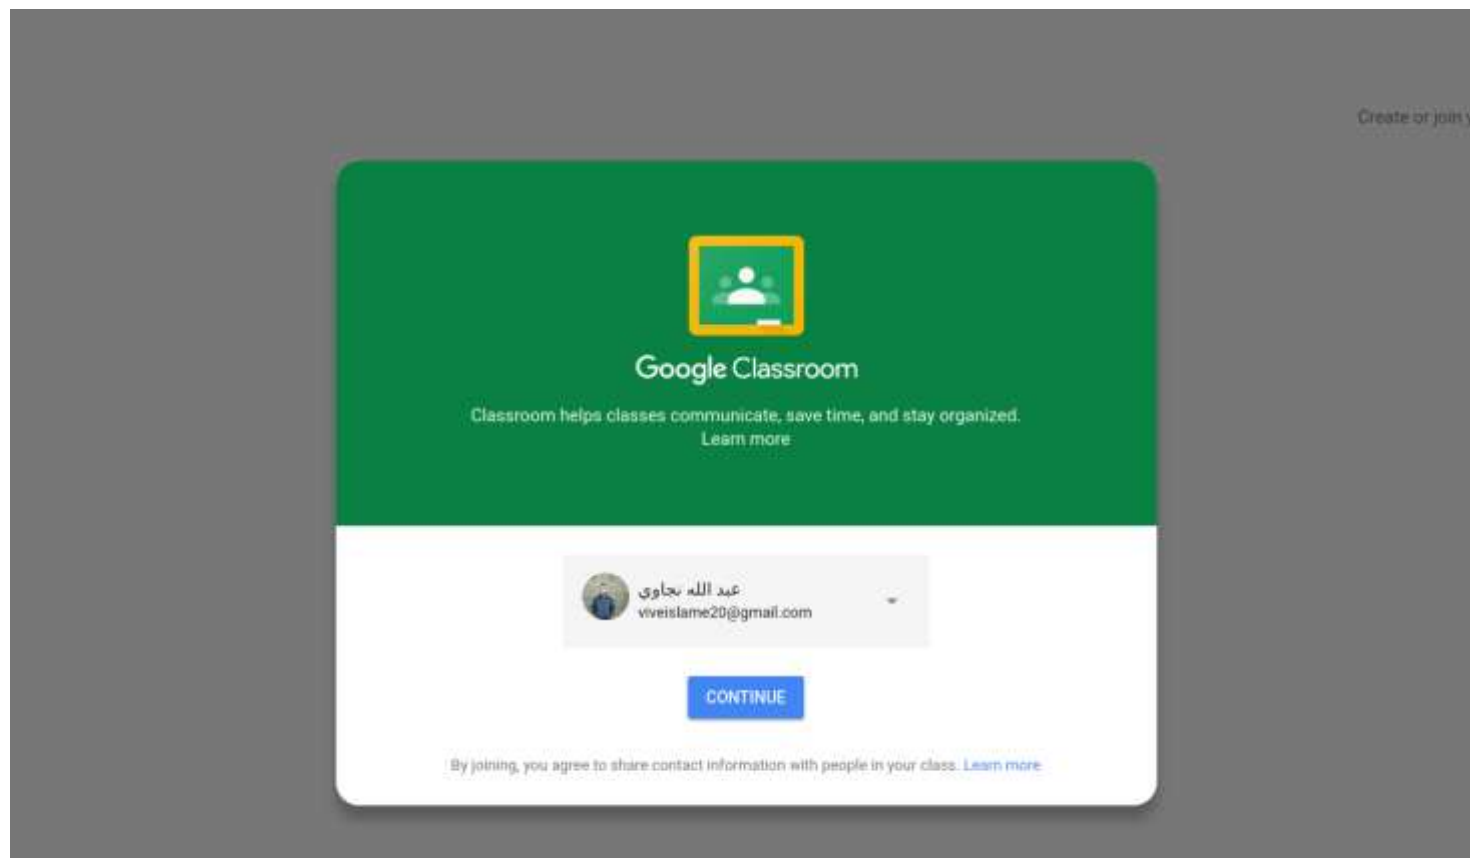 Create or join y
Google Classroom
Classroom helps classes communicate, save time, and stay organized.
Learn more
عبد الله نجاوي
viveislame20@gmail.com
CONTINUE
By joining, you agree to share contact information with people in your class. Learn more